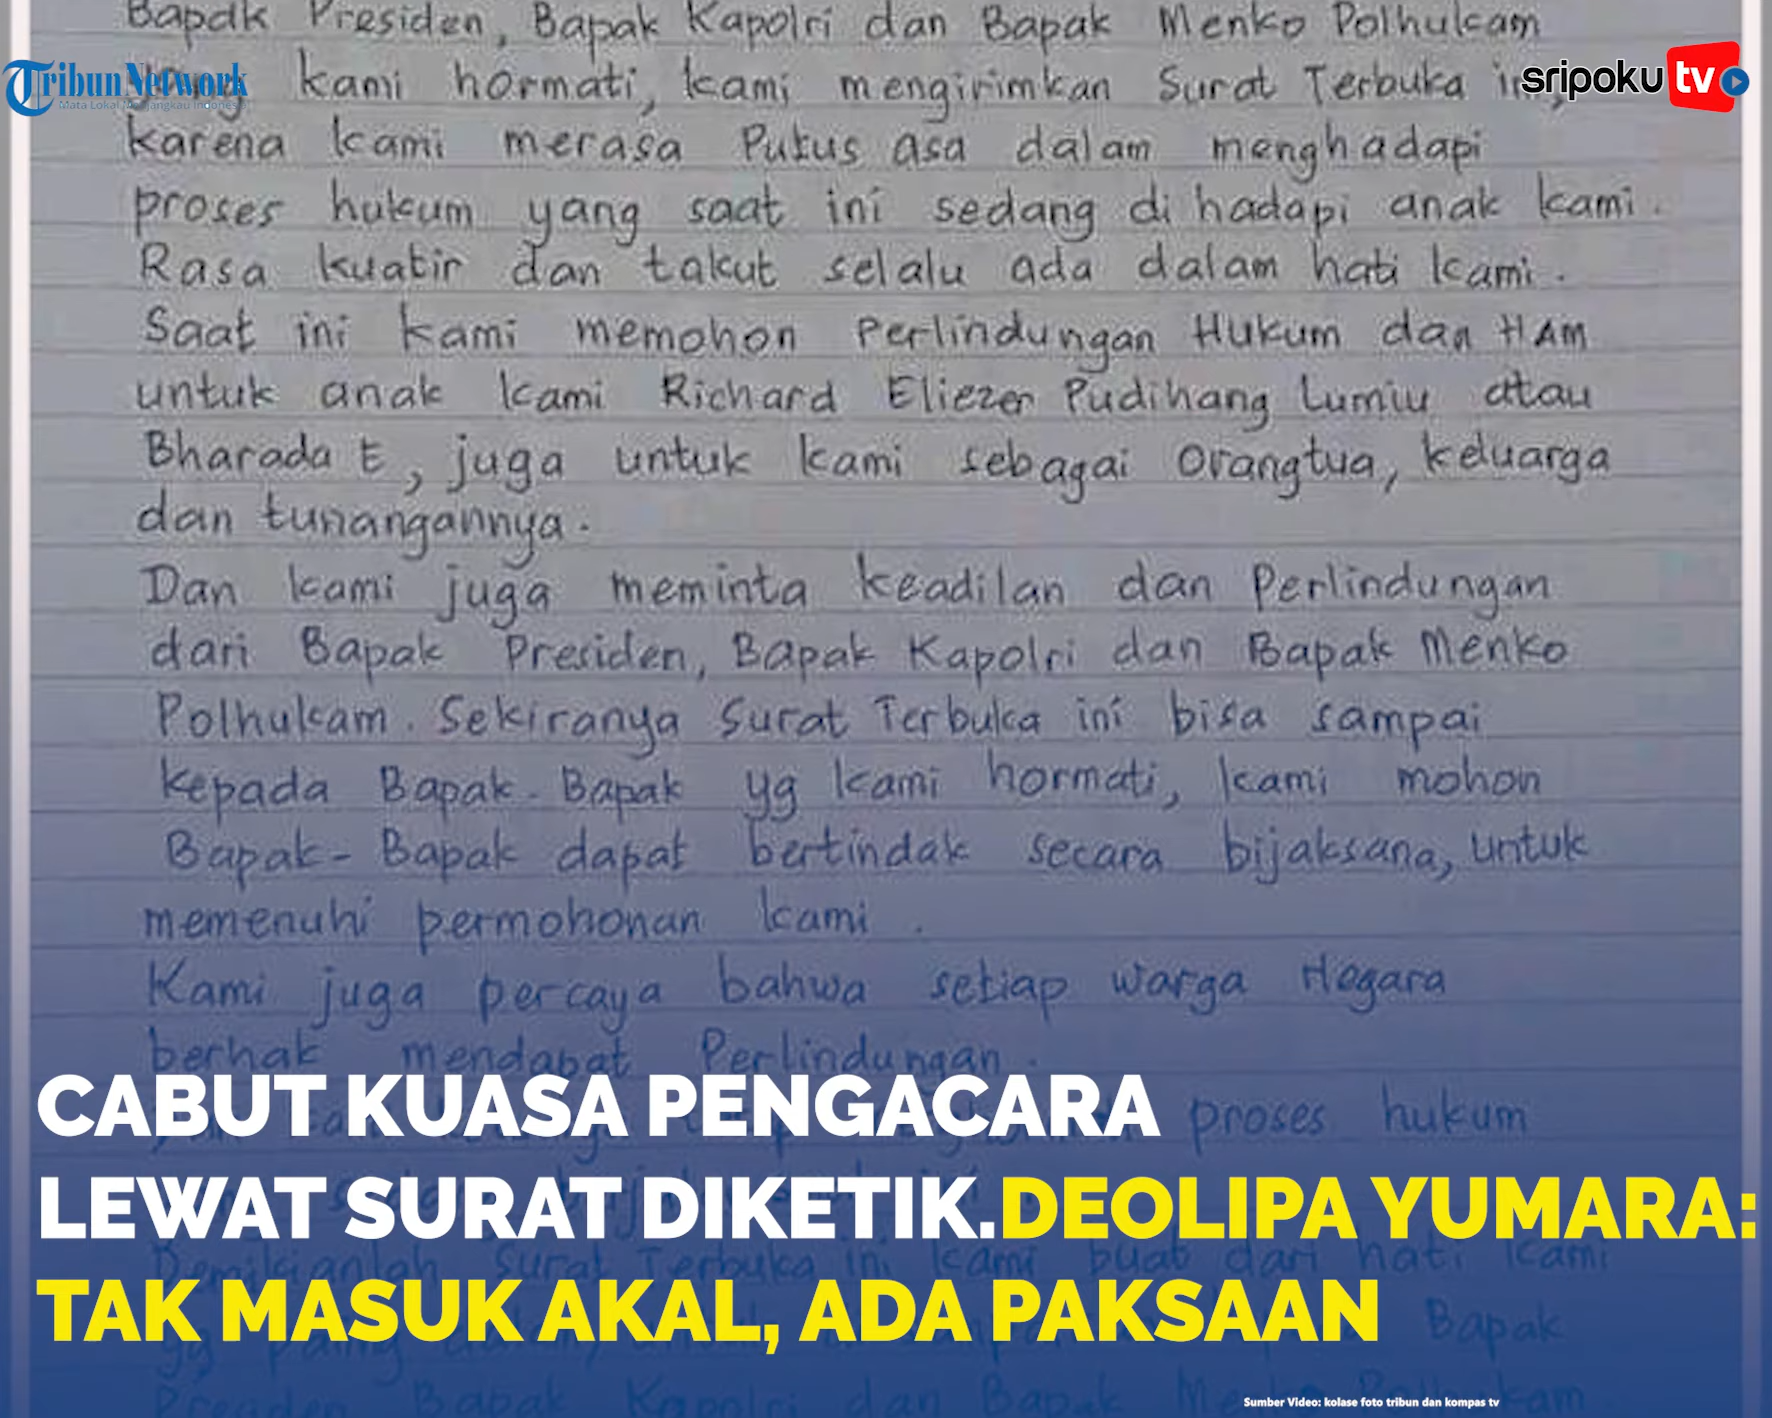 Bapak Presiden, Bapak Kapolri dan Bapak Menko Polhukam
Tribun Network
Mata Lokal Menjangkau Indonesia
sripoku tv
kami hormati, kami mengirimkan Surat Terbuka ini,
karena kami merasa Putus asa dalam menghadapi
proses hukum yang saat ini sedang di hadapi anak kami.
Rasa kuatir dan takut selalu ada dalam hati kami.
Saat ini kami memohon Perlindungan Hukum dan HAM
untuk anak kami Richard Eliezer Pudihang Lumiu atau
Bharada E, juga untuk kami sebagai orangtua, keluarga
dan tunangannya.
Dan kami juga meminta keadilan dan Perlindungan
dari Bapak Presiden, Bapak Kapolri dan Bapak Menko
Polhukam. Sekiranya Surat Terbuka ini bisa sampai
kepada Bapak-Bapak yg kami hormati, kami mohon
Bapak-Bapak dapat bertindak secara bijaksana, untuk
memenuhi permohonan kami.
Kami juga percaya bahwa setiap warga Negara
berhak mendapat Perlindungan.
proses hukum
CABUT KUASA PENGACARA
LEWAT SURAT DIKETIK.DEOLIPA YUMARA:
TAK MASUK AKAL, ADA PAKSAAN
Demikianlah Surat Terbuka ini kami buat dari hati kami
Bapak
Presiden Bapak Kapolri dan Bapak
Sumber Video: kolase foto tribun dan kompas tv